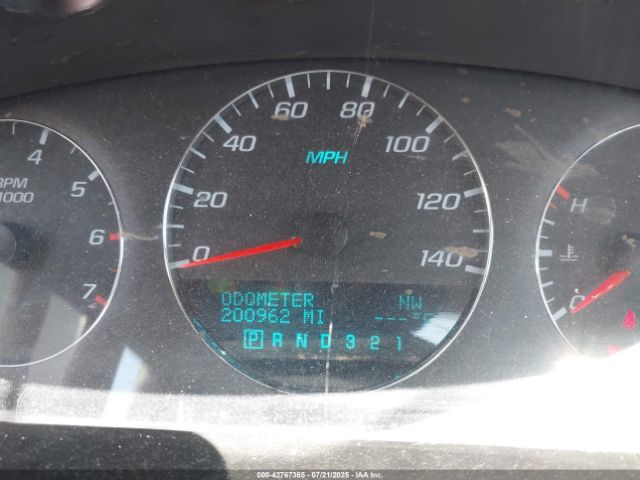 60 80
4 40 MPH 100
RPM 5
1000 20 120 H
6 0 140
7 C
ODOMETER NW
200962 MI ---°F
P R N D 3 2 1
000-42767385 - 07/21/2025 - IAA Inc.